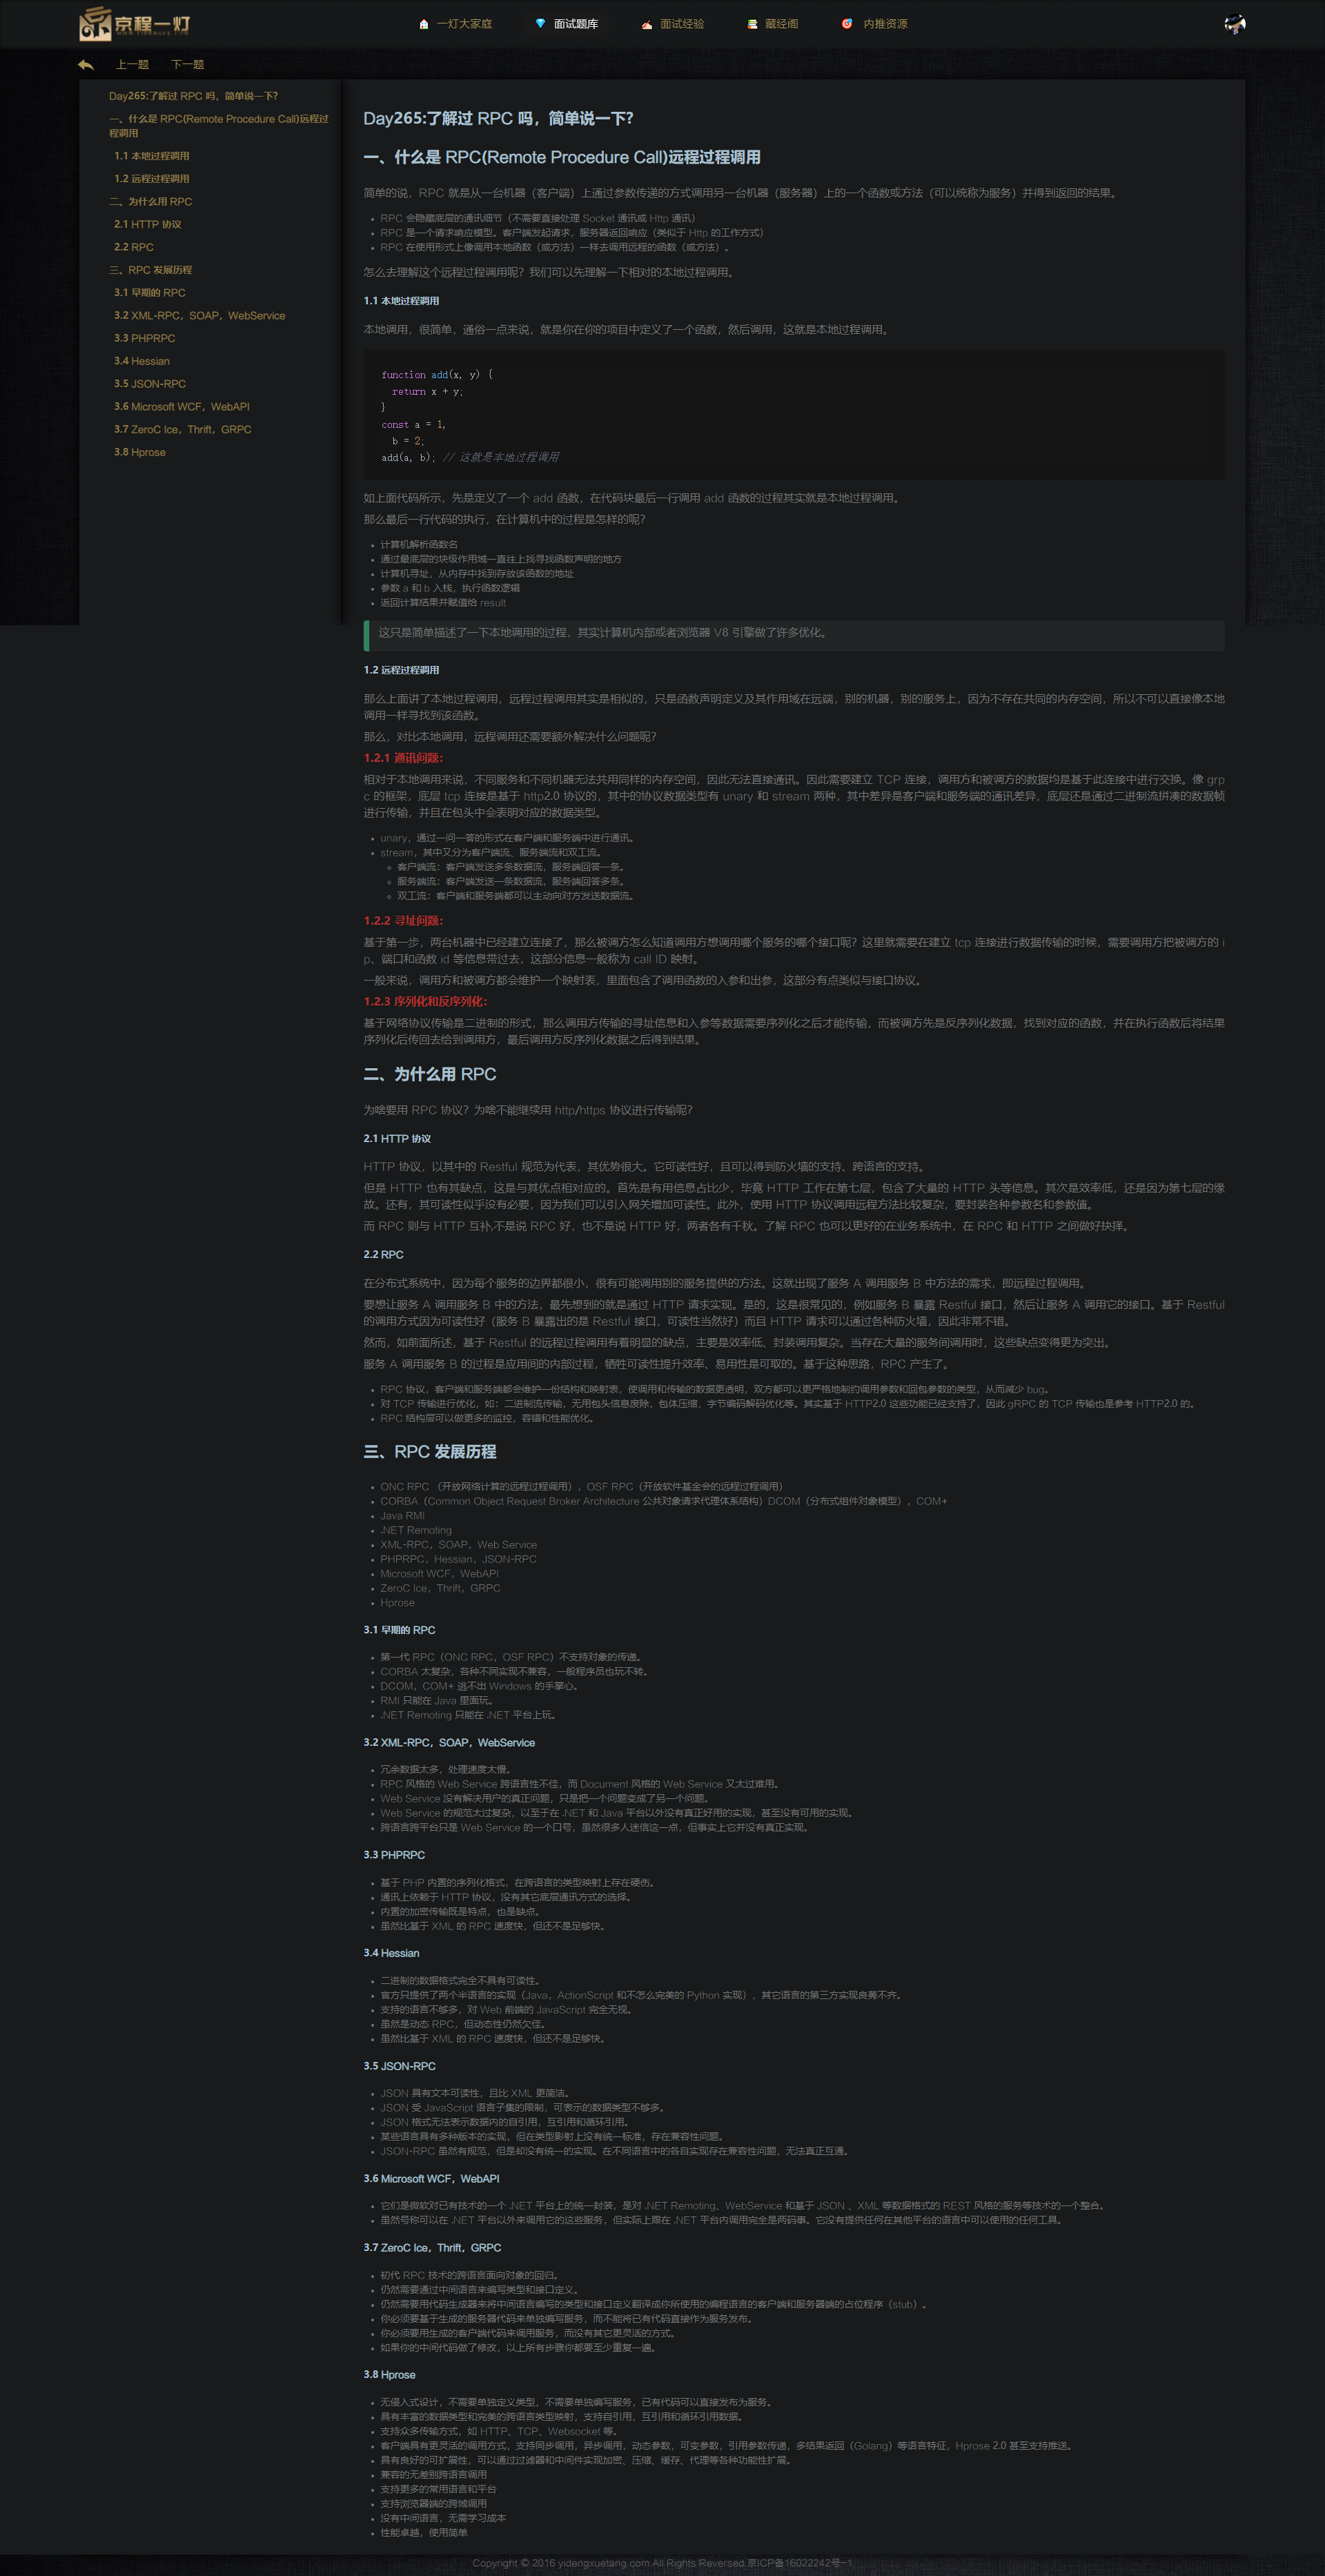 京程一灯
WWW.YIDENGFE.COM
一灯大家庭
面试题库
面试经验
藏经阁
内推资源
上一题
下一题
Day265:了解过 RPC 吗，简单说一下?
一、什么是 RPC(Remote Procedure Call)远程过
程调用
1.1 本地过程调用
1.2 远程过程调用
二、为什么用 RPC
2.1 HTTP 协议
2.2 RPC
三、RPC 发展历程
3.1 早期的 RPC
3.2 XML-RPC，SOAP，WebService
3.3 PHPRPC
3.4 Hessian
3.5 JSON-RPC
3.6 Microsoft WCF，WebAPI
3.7 ZeroC Ice，Thrift，GRPC
3.8 Hprose
Day265:了解过 RPC 吗，简单说一下?
一、什么是 RPC(Remote Procedure Call)远程过程调用
简单的说，RPC 就是从一台机器（客户端）上通过参数传递的方式调用另一台机器（服务器）上的一个函数或方法（可以统称为服务）并得到返回的结果。
RPC 会隐藏底层的通讯细节（不需要直接处理 Socket 通讯或 Http 通讯）
RPC 是一个请求响应模型。客户端发起请求，服务器返回响应（类似于 Http 的工作方式）
RPC 在使用形式上像调用本地函数（或方法）一样去调用远程的函数（或方法）。
怎么去理解这个远程过程调用呢？我们可以先理解一下相对的本地过程调用。
1.1 本地过程调用
本地调用，很简单，通俗一点来说，就是你在你的项目中定义了一个函数，然后调用，这就是本地过程调用。
function add(x, y) {
return x + y;
}
const a = 1,
b = 2;
add(a, b); // 这就是本地过程调用
如上面代码所示，先是定义了一个 add 函数，在代码块最后一行调用 add 函数的过程其实就是本地过程调用。
那么最后一行代码的执行，在计算机中的过程是怎样的呢？
计算机解析函数名
通过最底层的块级作用域一直往上找寻找函数声明的地方
计算机寻址，从内存中找到存放该函数的地址
参数 a 和 b 入栈，执行函数逻辑
返回计算结果并赋值给 result
这只是简单描述了一下本地调用的过程，其实计算机内部或者浏览器 V8 引擎做了许多优化。
1.2 远程过程调用
那么上面讲了本地过程调用，远程过程调用其实是相似的，只是函数声明定义及其作用域在远端，别的机器，别的服务上，因为不存在共同的内存空间，所以不可以直接像本地
调用一样寻找到该函数。
那么，对比本地调用，远程调用还需要额外解决什么问题呢？
1.2.1 通讯问题：
相对于本地调用来说，不同服务和不同机器无法共用同样的内存空间，因此无法直接通讯。因此需要建立 TCP 连接，调用方和被调方的数据均是基于此连接中进行交换。像 grp
c 的框架，底层 tcp 连接是基于 http2.0 协议的，其中的协议数据类型有 unary 和 stream 两种，其中差异是客户端和服务端的通讯差异，底层还是通过二进制流拼凑的数据帧
进行传输，并且在包头中会表明对应的数据类型。
unary，通过一问一答的形式在客户端和服务端中进行通讯。
stream，其中又分为客户端流、服务端流和双工流。
客户端流：客户端发送多条数据流，服务端回答一条。
服务端流：客户端发送一条数据流，服务端回答多条。
双工流：客户端和服务端都可以主动向对方发送数据流。
1.2.2 寻址问题：
基于第一步，两台机器中已经建立连接了，那么被调方怎么知道调用方想调用哪个服务的哪个接口呢？这里就需要在建立 tcp 连接进行数据传输的时候，需要调用方把被调方的 i
p、端口和函数 id 等信息带过去，这部分信息一般称为 call ID 映射。
一般来说，调用方和被调方都会维护一个映射表，里面包含了调用函数的入参和出参，这部分有点类似与接口协议。
1.2.3 序列化和反序列化：
基于网络协议传输是二进制的形式，那么调用方传输的寻址信息和入参等数据需要序列化之后才能传输，而被调方先是反序列化数据，找到对应的函数，并在执行函数后将结果
序列化后传回去给到调用方，最后调用方反序列化数据之后得到结果。
二、为什么用 RPC
为啥要用 RPC 协议？为啥不能继续用 http/https 协议进行传输呢？
2.1 HTTP 协议
HTTP 协议，以其中的 Restful 规范为代表，其优势很大。它可读性好，且可以得到防火墙的支持、跨语言的支持。
但是 HTTP 也有其缺点，这是与其优点相对应的。首先是有用信息占比少，毕竟 HTTP 工作在第七层，包含了大量的 HTTP 头等信息。其次是效率低，还是因为第七层的缘
故。还有，其可读性似乎没有必要，因为我们可以引入网关增加可读性。此外，使用 HTTP 协议调用远程方法比较复杂，要封装各种参数名和参数值。
而 RPC 则与 HTTP 互补,不是说 RPC 好，也不是说 HTTP 好，两者各有千秋。了解 RPC 也可以更好的在业务系统中，在 RPC 和 HTTP 之间做好抉择。
2.2 RPC
在分布式系统中，因为每个服务的边界都很小，很有可能调用别的服务提供的方法。这就出现了服务 A 调用服务 B 中方法的需求，即远程过程调用。
要想让服务 A 调用服务 B 中的方法，最先想到的就是通过 HTTP 请求实现。是的，这是很常见的，例如服务 B 暴露 Restful 接口，然后让服务 A 调用它的接口。基于 Restful
的调用方式因为可读性好（服务 B 暴露出的是 Restful 接口，可读性当然好）而且 HTTP 请求可以通过各种防火墙，因此非常不错。
然而，如前面所述，基于 Restful 的远程过程调用有着明显的缺点，主要是效率低、封装调用复杂。当存在大量的服务间调用时，这些缺点变得更为突出。
服务 A 调用服务 B 的过程是应用间的内部过程，牺牲可读性提升效率、易用性是可取的。基于这种思路，RPC 产生了。
RPC 协议，客户端和服务端都会维护一份结构和映射表，使调用和传输的数据更透明，双方都可以更严格地制约调用参数和回包参数的类型，从而减少 bug。
对 TCP 传输进行优化，如：二进制流传输，无用包头信息废除，包体压缩，字节编码解码优化等。其实基于 HTTP2.0 这些功能已经支持了，因此 gRPC 的 TCP 传输也是参考 HTTP2.0 的。
RPC 结构层可以做更多的监控，容错和性能优化。
三、RPC 发展历程
ONC RPC （开放网络计算的远程过程调用），OSF RPC（开放软件基金会的远程过程调用）
CORBA（Common Object Request Broker Architecture 公共对象请求代理体系结构）DCOM（分布式组件对象模型），COM+
Java RMI
.NET Remoting
XML-RPC，SOAP，Web Service
PHPRPC，Hessian，JSON-RPC
Microsoft WCF，WebAPI
ZeroC Ice，Thrift，GRPC
Hprose
3.1 早期的 RPC
第一代 RPC（ONC RPC，OSF RPC）不支持对象的传递。
CORBA 太复杂，各种不同实现不兼容，一般程序员也玩不转。
DCOM，COM+ 逃不出 Windows 的手掌心。
RMI 只能在 Java 里面玩。
.NET Remoting 只能在 .NET 平台上玩。
3.2 XML-RPC，SOAP，WebService
冗余数据太多，处理速度太慢。
RPC 风格的 Web Service 跨语言性不佳，而 Document 风格的 Web Service 又太过难用。
Web Service 没有解决用户的真正问题，只是把一个问题变成了另一个问题。
Web Service 的规范太过复杂，以至于在 .NET 和 Java 平台以外没有真正好用的实现，甚至没有可用的实现。
跨语言跨平台只是 Web Service 的一个口号，虽然很多人迷信这一点，但事实上它并没有真正实现。
3.3 PHPRPC
基于 PHP 内置的序列化格式，在跨语言的类型映射上存在硬伤。
通讯上依赖于 HTTP 协议，没有其它底层通讯方式的选择。
内置的加密传输既是特点，也是缺点。
虽然比基于 XML 的 RPC 速度快，但还不是足够快。
3.4 Hessian
二进制的数据格式完全不具有可读性。
官方只提供了两个半语言的实现（Java，ActionScript 和不怎么完美的 Python 实现），其它语言的第三方实现良莠不齐。
支持的语言不够多，对 Web 前端的 JavaScript 完全无视。
虽然是动态 RPC，但动态性仍然欠佳。
虽然比基于 XML 的 RPC 速度快，但还不是足够快。
3.5 JSON-RPC
JSON 具有文本可读性，且比 XML 更简洁。
JSON 受 JavaScript 语言子集的限制，可表示的数据类型不够多。
JSON 格式无法表示数据内的自引用，互引用和循环引用。
某些语言具有多种版本的实现，但在类型影射上没有统一标准，存在兼容性问题。
JSON-RPC 虽然有规范，但是却没有统一的实现。在不同语言中的各自实现存在兼容性问题，无法真正互通。
3.6 Microsoft WCF，WebAPI
它们是微软对已有技术的一个 .NET 平台上的统一封装，是对 .NET Remoting、WebService 和基于 JSON 、XML 等数据格式的 REST 风格的服务等技术的一个整合。
虽然号称可以在 .NET 平台以外来调用它的这些服务，但实际上跟在 .NET 平台内调用完全是两码事。它没有提供任何在其他平台的语言中可以使用的任何工具。
3.7 ZeroC Ice，Thrift，GRPC
初代 RPC 技术的跨语言面向对象的回归。
仍然需要通过中间语言来编写类型和接口定义。
仍然需要用代码生成器来将中间语言编写的类型和接口定义翻译成你所使用的编程语言的客户端和服务器端的占位程序（stub）。
你必须要基于生成的服务器代码来单独编写服务，而不能将已有代码直接作为服务发布。
你必须要用生成的客户端代码来调用服务，而没有其它更灵活的方式。
如果你的中间代码做了修改，以上所有步骤你都要至少重复一遍。
3.8 Hprose
无侵入式设计，不需要单独定义类型，不需要单独编写服务，已有代码可以直接发布为服务。
具有丰富的数据类型和完美的跨语言类型映射，支持自引用，互引用和循环引用数据。
支持众多传输方式，如 HTTP、TCP、Websocket 等。
客户端具有更灵活的调用方式，支持同步调用，异步调用，动态参数，可变参数，引用参数传递，多结果返回（Golang）等语言特征，Hprose 2.0 甚至支持推送。
具有良好的可扩展性，可以通过过滤器和中间件实现加密、压缩、缓存、代理等各种功能性扩展。
兼容的无差别跨语言调用
支持更多的常用语言和平台
支持浏览器端的跨域调用
没有中间语言，无需学习成本
性能卓越，使用简单
Copyright © 2016 yidengxuetang.com All Rights Reversed.京ICP备16022242号-1